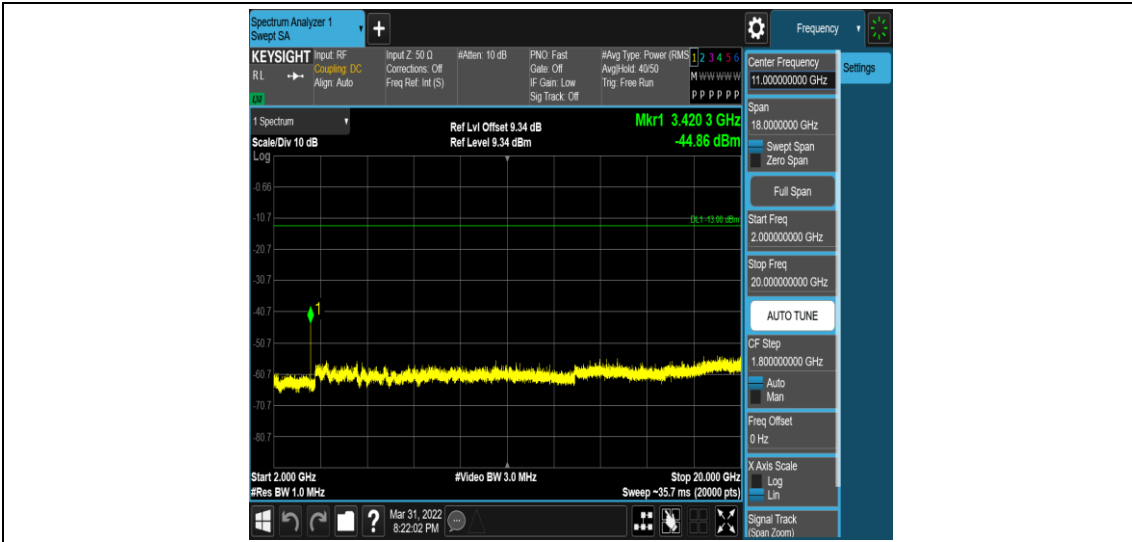 Spectrum Analyzer 1
Swept SA
+
Frequency
KEYSIGHT
RL
LXI
Input: RF
Coupling: DC
Align: Auto
Input Z: 50 Ω
Corrections: Off
Freq Ref: Int (S)
#Atten: 10 dB
PNO: Fast
Gate: Off
IF Gain: Low
Sig Track: Off
#Avg Type: Power (RMS
Avg|Hold: 40/50
Trig: Free Run
1 2 3 4 5 6
M W W W W W
P P P P P P
1 Spectrum
Scale/Div 10 dB
Log
Ref Lvl Offset 9.34 dB
Ref Level 9.34 dBm
Mkr1 3.420 3 GHz
-44.86 dBm
-0.66
-10.7
DL1 -13.00 dBm
-20.7
-30.7
-40.7
1
-50.7
-60.7
-70.7
-80.7
Start 2.000 GHz
#Res BW 1.0 MHz
#Video BW 3.0 MHz
Stop 20.000 GHz
Sweep ~35.7 ms (20000 pts)
?
Mar 31, 2022
8:22:02 PM
Center Frequency
11.000000000 GHz
Settings
Span
18.0000000 GHz
Swept Span
Zero Span
Full Span
Start Freq
2.000000000 GHz
Stop Freq
20.000000000 GHz
AUTO TUNE
CF Step
1.800000000 GHz
Auto
Man
Freq Offset
0 Hz
X Axis Scale
Log
Lin
Signal Track
(Span Zoom)